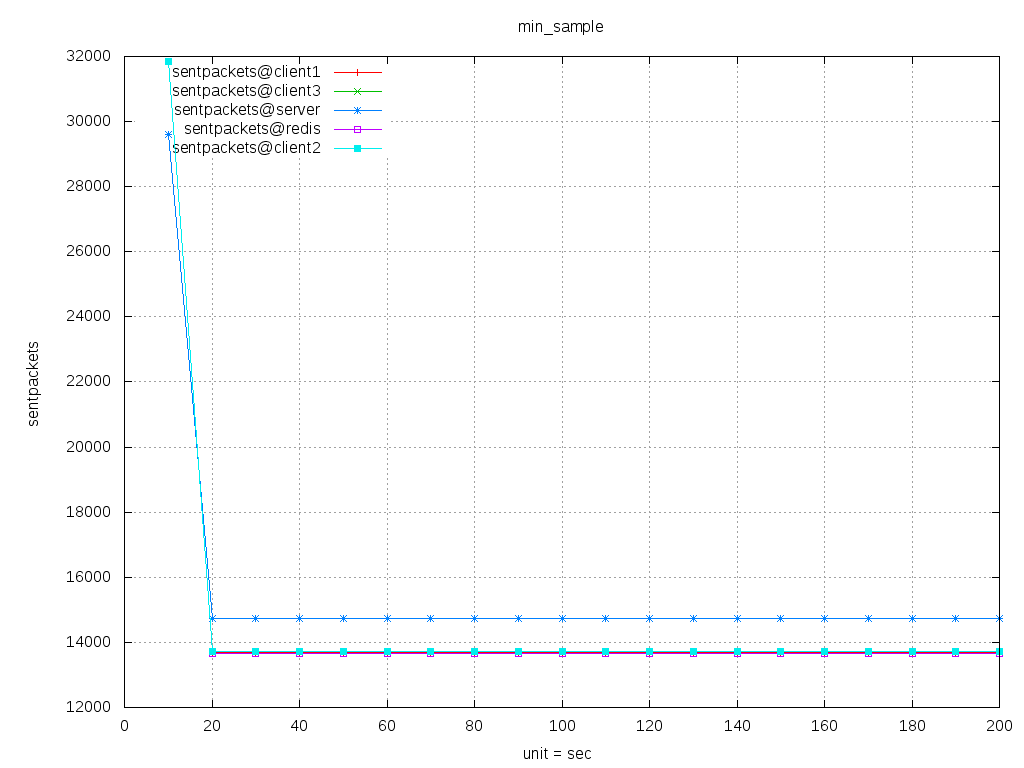 min_sample
32000
30000
28000
26000
24000
22000
20000
18000
16000
14000
12000
sentpackets
sentpackets@client1
sentpackets@client3
sentpackets@server
sentpackets@redis
sentpackets@client2
0 20 40 60 80 100 120 140 160 180 200
unit = sec